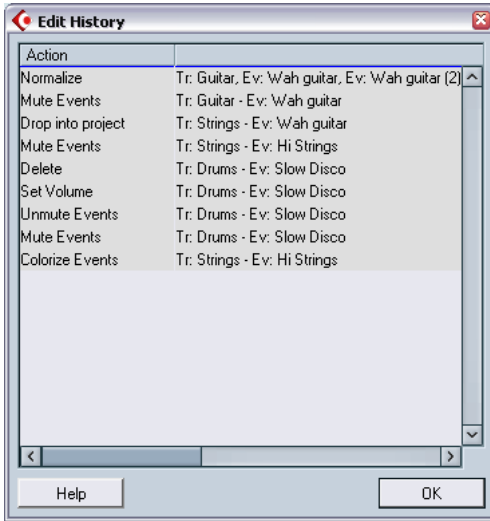 Edit History
Action
Normalize Tr: Guitar, Ev: Wah guitar, Ev: Wah guitar (2)
Mute Events Tr: Guitar - Ev: Wah guitar
Drop into project Tr: Strings - Ev: Wah guitar
Mute Events Tr: Strings - Ev: Hi Strings
Delete Tr: Drums - Ev: Slow Disco
Set Volume Tr: Drums - Ev: Slow Disco
Unmute Events Tr: Drums - Ev: Slow Disco
Mute Events Tr: Drums - Ev: Slow Disco
Colorize Events Tr: Strings - Ev: Hi Strings
Help OK